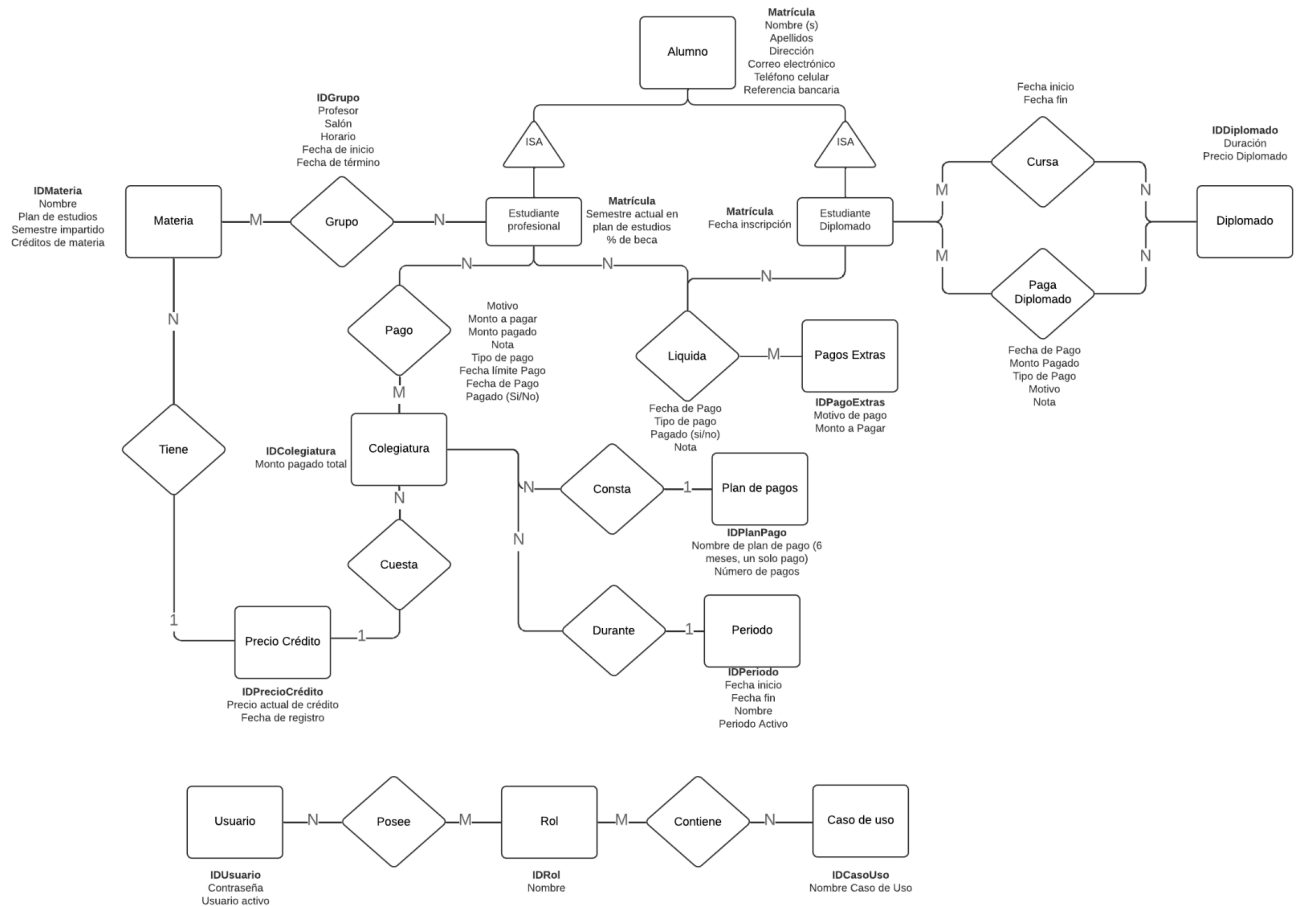 Alumno
Matrícula
Nombre (s)
Apellidos
Dirección
Correo electrónico
Teléfono celular
Referencia bancaria
ISA
ISA
IDGrupo
Profesor
Salón
Horario
Fecha de inicio
Fecha de término
Fecha inicio
Fecha fin
Cursa
IDDiplomado
Duración
Precio Diplomado
IDMateria
Nombre
Plan de estudios
Semestre impartido
Créditos de materia
Materia
M
Grupo
N
Estudiante
profesional
Matrícula
Semestre actual en
plan de estudios
% de beca
Matrícula
Fecha inscripción
Estudiante
Diplomado
M
N
M
N
Diplomado
N
N
N
Paga
Diplomado
Fecha de Pago
Monto Pagado
Tipo de Pago
Motivo
Nota
N
Pago
Motivo
Monto a pagar
Monto pagado
Nota
Tipo de pago
Fecha límite Pago
Fecha de Pago
Pagado (Si/No)
M
Liquida
M
Pagos Extras
IDPagoExtras
Motivo de pago
Monto a Pagar
Fecha de Pago
Tipo de pago
Pagado (si/no)
Nota
Tiene
IDColegiatura
Monto pagado total
Colegiatura
N
N
Consta
1
Plan de pagos
IDPlanPago
Nombre de plan de pago (6
meses, un solo pago)
Número de pagos
N
Cuesta
1
Precio Crédito
1
IDPrecioCrédito
Precio actual de crédito
Fecha de registro
Durante
1
Periodo
IDPeriodo
Fecha inicio
Fecha fin
Nombre
Periodo Activo
Usuario
N
Posee
M
Rol
M
Contiene
N
Caso de uso
IDUsuario
Contraseña
Usuario activo
IDRol
Nombre
IDCasoUso
Nombre Caso de Uso